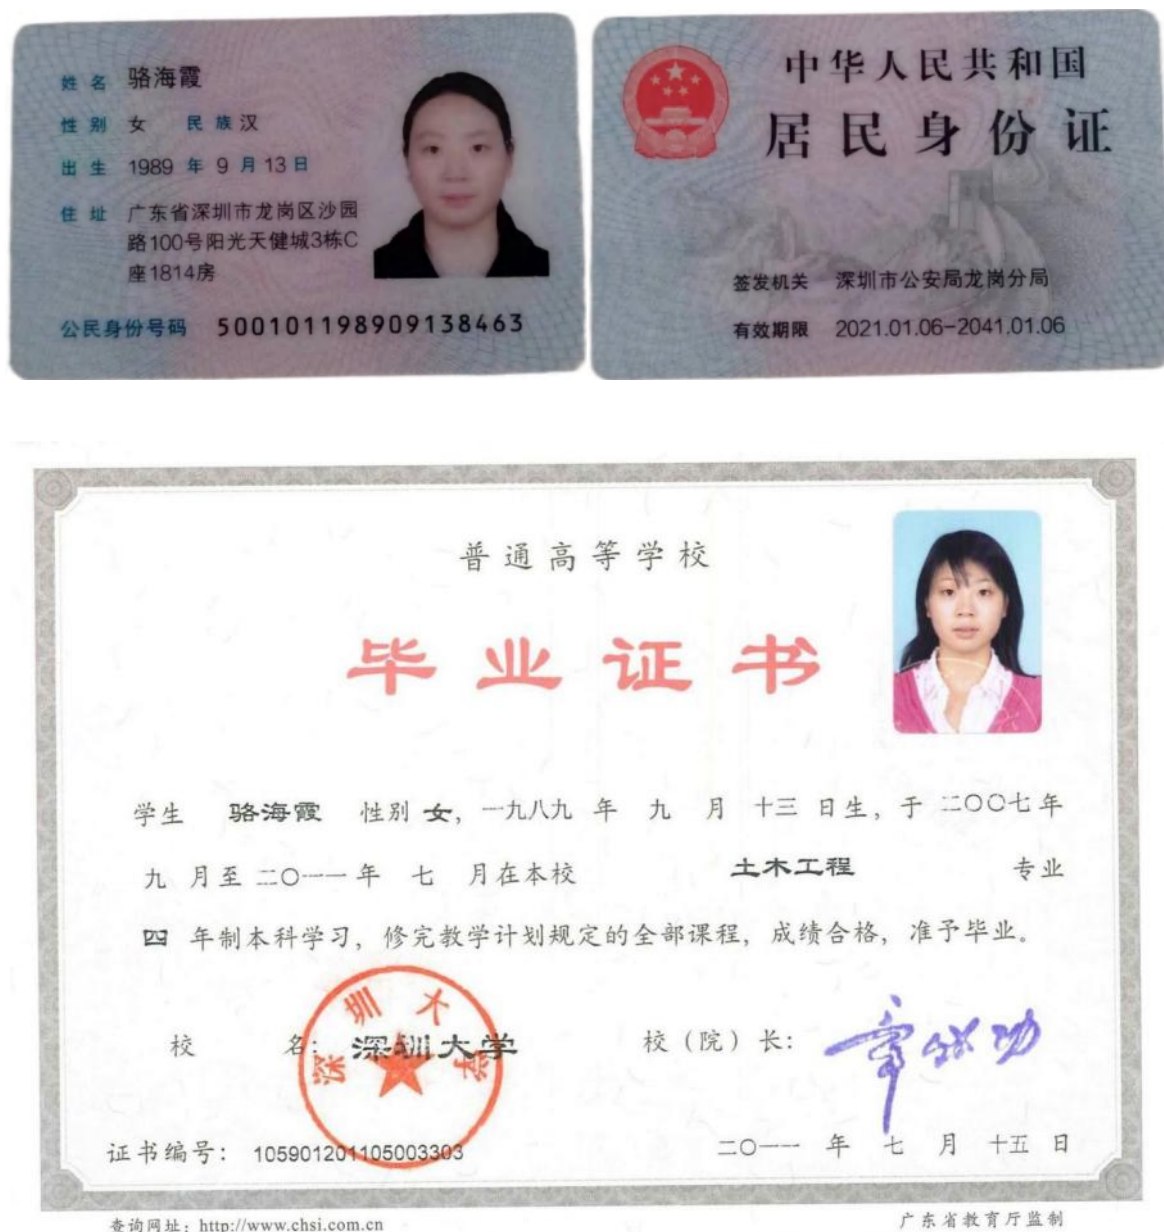 姓名 骆海霞
性别 女 民族 汉
出生 1989 年 9 月 13 日
住址 广东省深圳市龙岗区沙园
路100号阳光天健城3栋C
座1814房
公民身份号码 500101198909138463
中华人民共和国
居民身份证
签发机关 深圳市公安局龙岗分局
有效期限 2021.01.06-2041.01.06
普通高等学校
毕业证书
学生 骆海霞 性别 女，一九八九 年 九 月 十三 日生，于 二〇〇七 年
九 月至 二〇一一 年 七 月在本校 土木工程 专业
四 年制本科学习，修完教学计划规定的全部课程，成绩合格，准予毕业。
校 名：深圳大学 校（院）长：章必功
深圳大学
证书编号：105901201105003303 二〇一一 年 七 月 十五 日
查询网址：http://www.chsi.com.cn 广东省教育厅监制